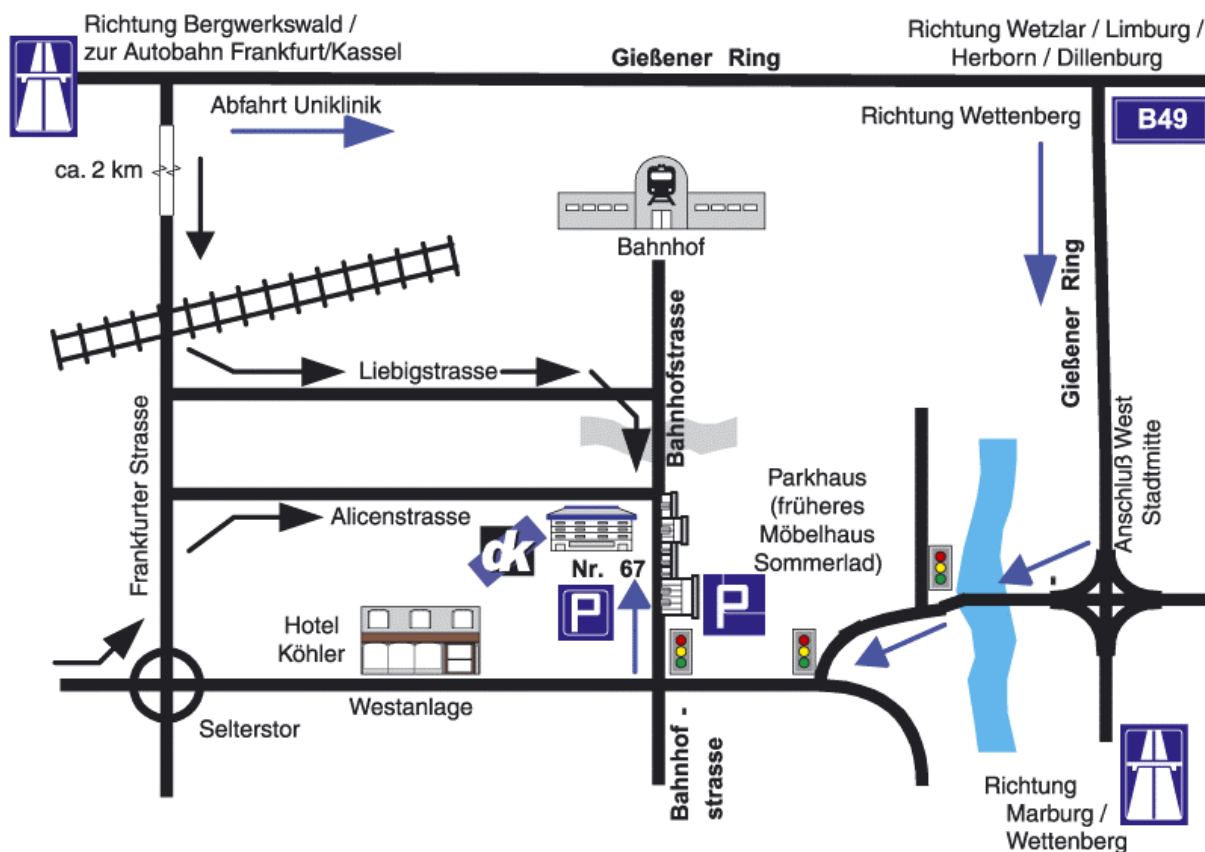 Richtung Bergwerkswald /
zur Autobahn Frankfurt/Kassel
Gießener Ring
Richtung Wetzlar / Limburg /
Herborn / Dillenburg
Abfahrt Uniklinik
Richtung Wettenberg
B49
ca. 2 km
Bahnhof
Gießener Ring
Liebigstrasse
Bahnhofstrasse
Frankfurter Strasse
Anschluß West
Stadtmitte
Parkhaus
(früheres
Möbelhaus
Sommerlad)
Alicenstrasse
dk
Nr. 67
P
P
Hotel
Köhler
Westanlage
Selterstor
Bahnhof -
strasse
Richtung
Marburg /
Wettenberg